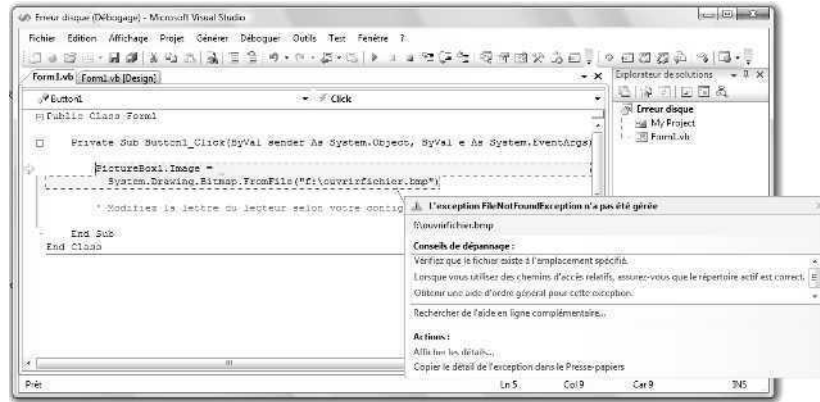 Erreur disque (Débogage) - Microsoft Visual Studio
Fichier Edition Affichage Projet Générer Déboguer Outils Test Fenêtre ?
Form1.vb Form1.vb [Design]
Explorateur de solutions
Button1 Click
Erreur disque
My Project
Form1.vb
Public Class Form1
Private Sub Button1_Click(ByVal sender As System.Object, ByVal e As System.EventArgs)
PictureBox1.Image = _
System.Drawing.Bitmap.FromFile("f:\ouvrirfichier.bmp")
' Modifiez la lettre du lecteur selon votre config
End Sub
End Class
L'exception FileNotFoundException n'a pas été gérée
f:\ouvrirfichier.bmp
Conseils de dépannage :
Vérifiez que le fichier existe à l'emplacement spécifié.
Lorsque vous utilisez des chemins d'accès relatifs, assurez-vous que le répertoire actif est correct.
Obtenir une aide d'ordre général pour cette exception.
Rechercher de l'aide en ligne complémentaire...
Actions :
Afficher les détails...
Copier le détail de l'exception dans le Presse-papiers
Prêt Ln 5 Col 9 Car 9 INS